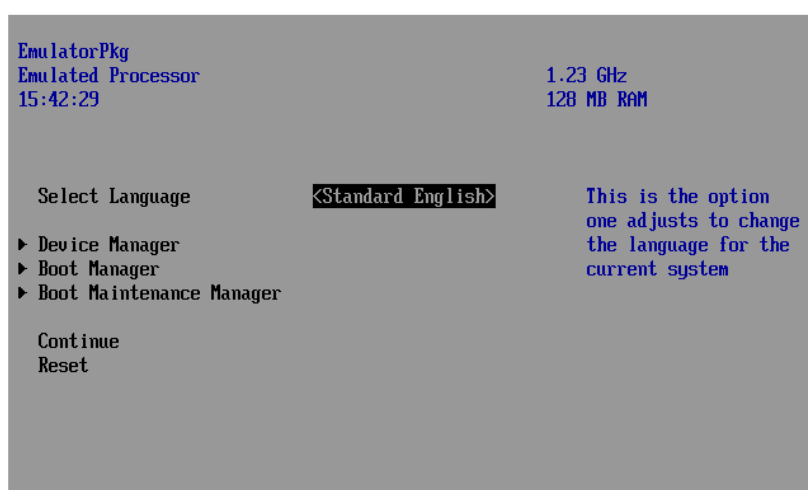 EmulatorPkg
Emulated Processor 1.23 GHz
15:42:29 128 MB RAM
Select Language <Standard English> This is the option
one adjusts to change
▶ Device Manager the language for the
▶ Boot Manager current system
▶ Boot Maintenance Manager
Continue
Reset